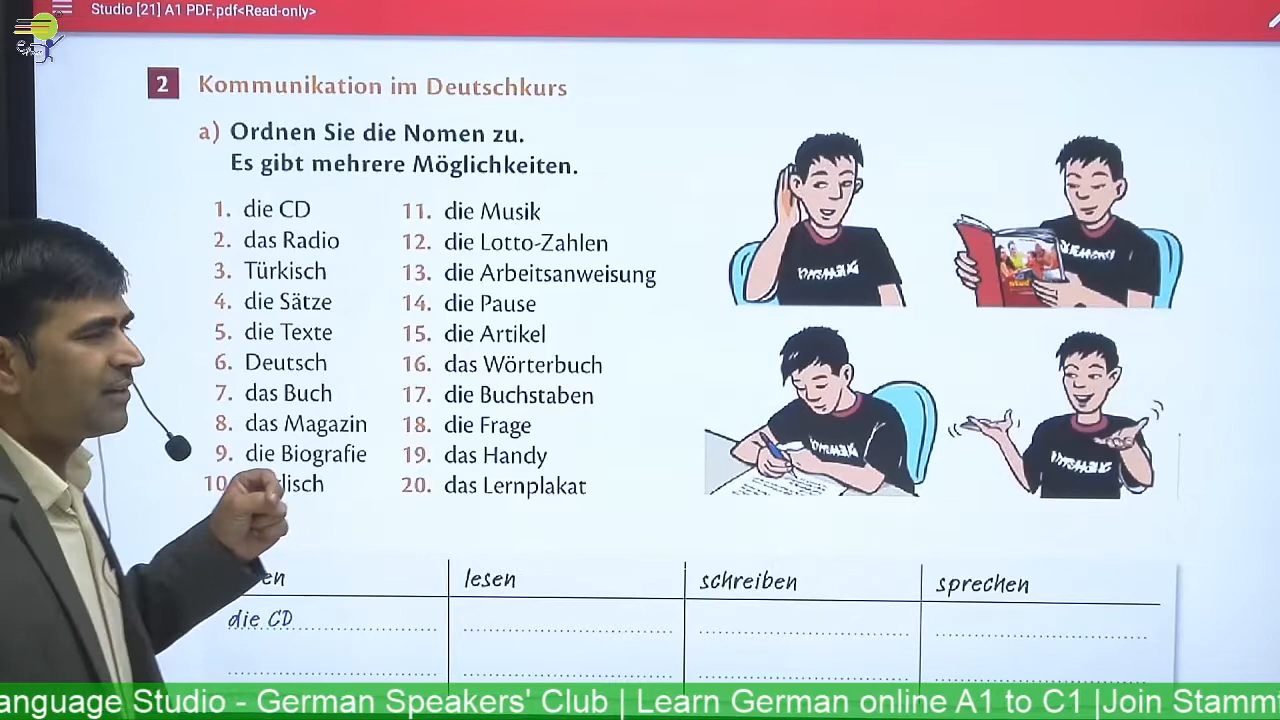 Studio [21] A1 PDF.pdf<Read-only>
2 Kommunikation im Deutschkurs
a) Ordnen Sie die Nomen zu.
Es gibt mehrere Möglichkeiten.
1. die CD
2. das Radio
3. Türkisch
4. die Sätze
5. die Texte
6. Deutsch
7. das Buch
8. das Magazin
9. die Biografie
10
11. die Musik
12. die Lotto-Zahlen
13. die Arbeitsanweisung
14. die Pause
15. die Artikel
16. das Wörterbuch
17. die Buchstaben
18. die Frage
19. das Handy
20. das Lernplakat
lesen schreiben sprechen
die CD
anguage Studio - German Speakers' Club | Learn German online A1 to C1 |Join Stamm